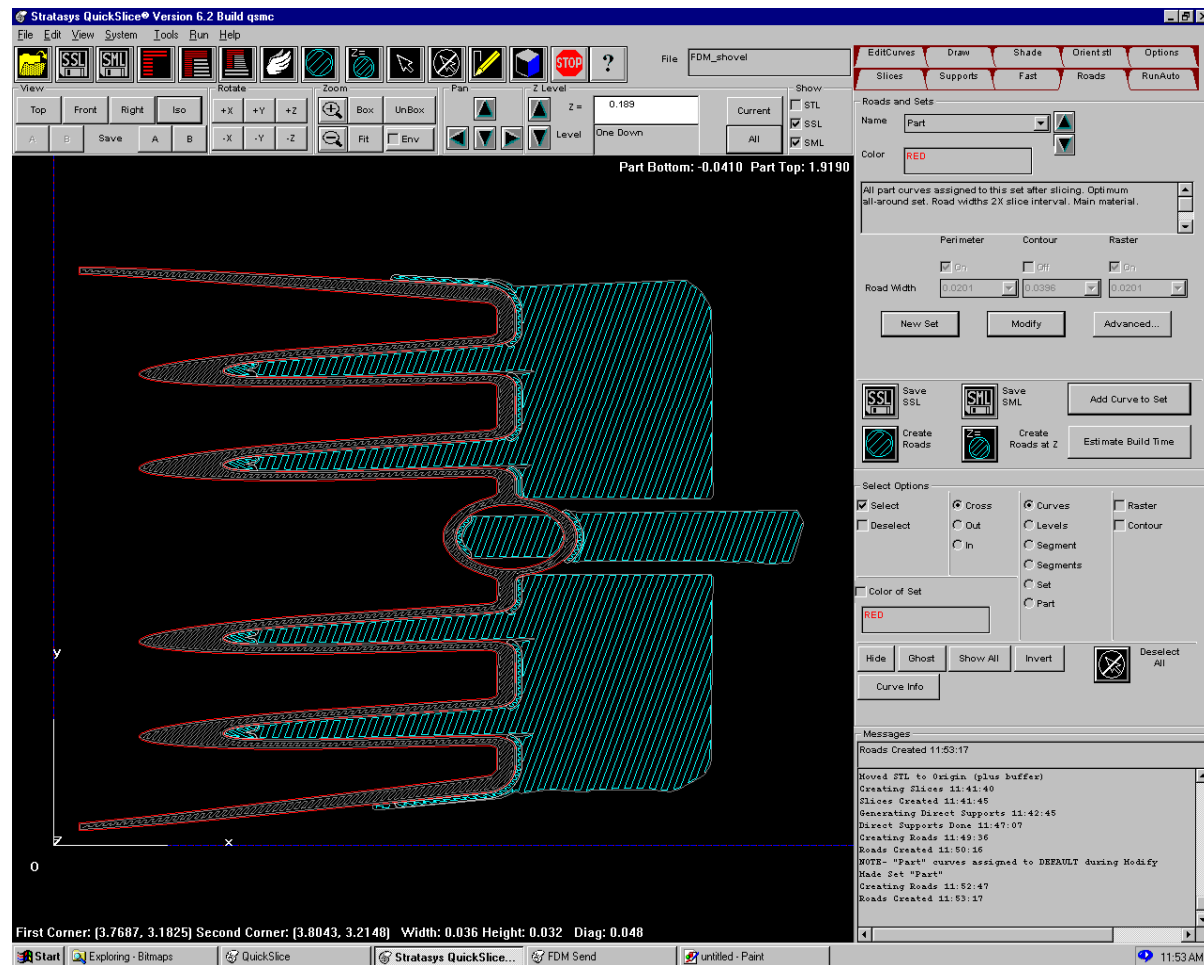 Stratasys QuickSlice® Version 6.2 Build qsmc
File Edit View System Tools Run Help
SSL SML Z= STOP ? File FDM_shovel
View Rotate Zoom Pan Z Level Show
Top Front Right Iso +X +Y +Z Box UnBox Z = 0.189 Current STL
SSL
A B Save A B -X -Y -Z Fit Env Level One Down All SML
Part Bottom: -0.0410 Part Top: 1.9190
y
Z x
0
First Corner: (3.7687, 3.1825) Second Corner: (3.8043, 3.2148) Width: 0.036 Height: 0.032 Diag: 0.048
EditCurves Draw Shade Orient stl Options
Slices Supports Fast Roads RunAuto
Roads and Sets
Name Part
Color RED
All part curves assigned to this set after slicing. Optimum
all-around set. Road widths 2X slice interval. Main material.
Perimeter Contour Raster
On Off On
Road Width 0.0201 0.0396 0.0201
New Set Modify Advanced...
SSL Save SSL SML Save SML Add Curve to Set
Create Roads Z= Create Roads at Z Estimate Build Time
Select Options
Select Cross Curves Raster
Deselect Out Levels Contour
In Segment
Segments
Color of Set Set
RED Part
Hide Ghost Show All Invert Deselect All
Curve Info
Messages
Roads Created 11:53:17
Moved STL to Origin (plus buffer)
Creating Slices 11:41:40
Slices Created 11:41:45
Generating Direct Supports 11:42:45
Direct Supports Done 11:47:07
Creating Roads 11:49:36
Roads Created 11:50:16
NOTE- "Part" curves assigned to DEFAULT during Modify
Made Set "Part"
Creating Roads 11:52:47
Roads Created 11:53:17
Start Exploring - Bitmaps QuickSlice Stratasys QuickSlice... FDM Send untitled - Paint 11:53 AM